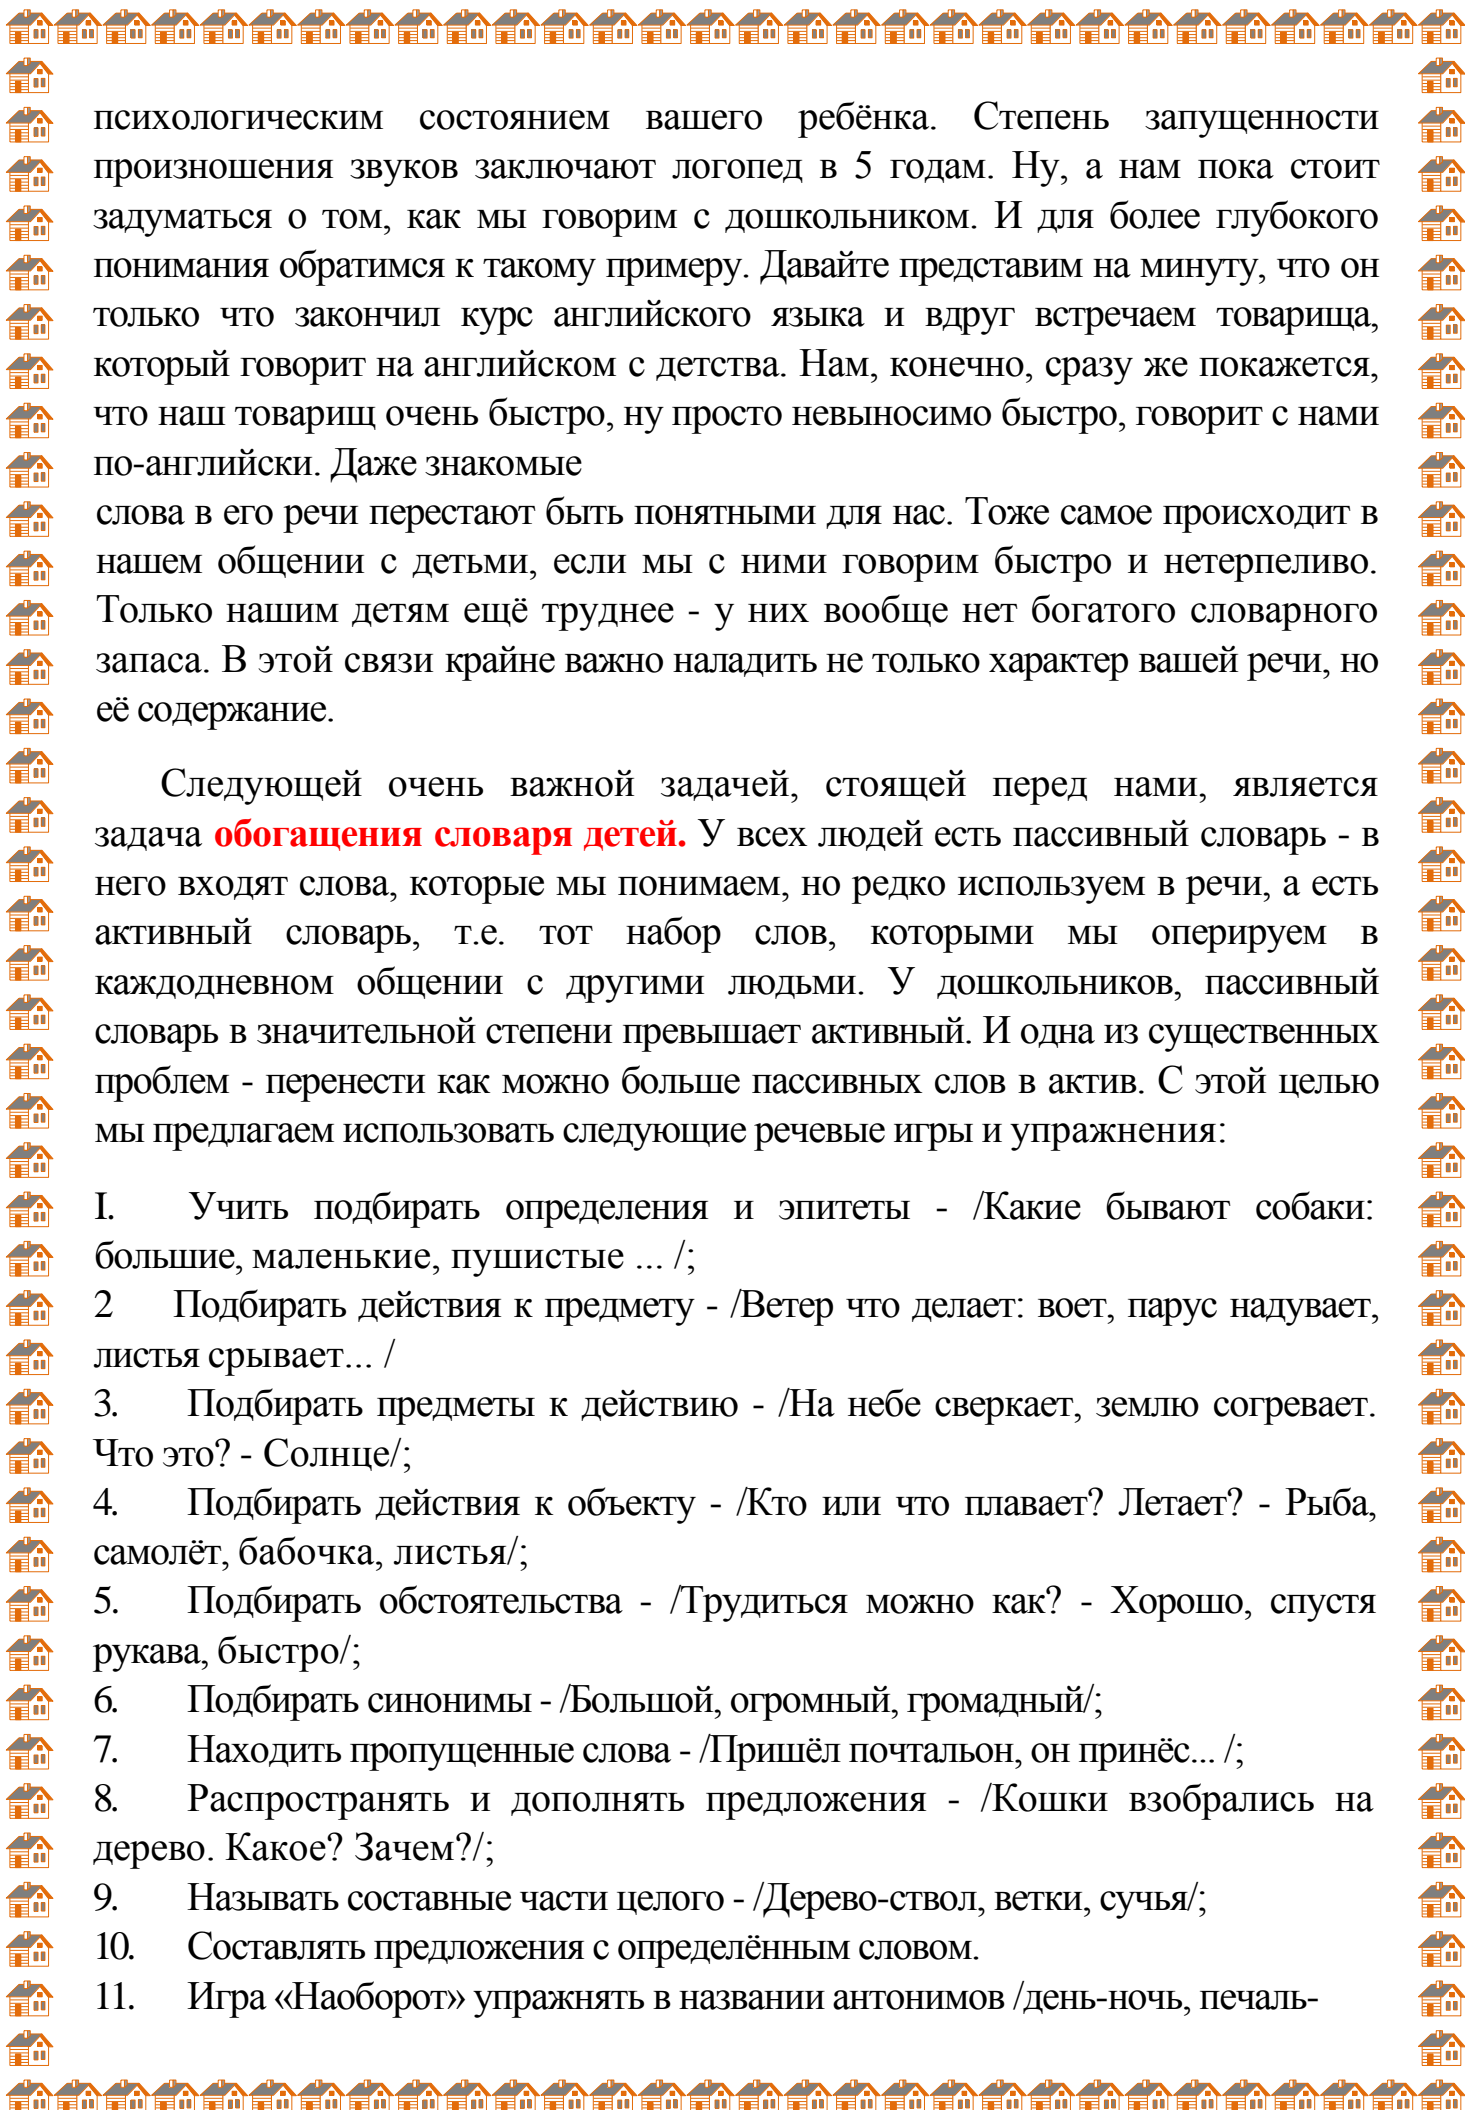 психологическим состоянием вашего ребёнка. Степень запущенности
произношения звуков заключают логопед в 5 годам. Ну, а нам пока стоит
задуматься о том, как мы говорим с дошкольником. И для более глубокого
понимания обратимся к такому примеру. Давайте представим на минуту, что он
только что закончил курс английского языка и вдруг встречаем товарища,
который говорит на английском с детства. Нам, конечно, сразу же покажется,
что наш товарищ очень быстро, ну просто невыносимо быстро, говорит с нами
по-английски. Даже знакомые
слова в его речи перестают быть понятными для нас. Тоже самое происходит в
нашем общении с детьми, если мы с ними говорим быстро и нетерпеливо.
Только нашим детям ещё труднее - у них вообще нет богатого словарного
запаса. В этой связи крайне важно наладить не только характер вашей речи, но
её содержание.
Следующей очень важной задачей, стоящей перед нами, является
задача обогащения словаря детей. У всех людей есть пассивный словарь - в
него входят слова, которые мы понимаем, но редко используем в речи, а есть
активный словарь, т.е. тот набор слов, которыми мы оперируем в
каждодневном общении с другими людьми. У дошкольников, пассивный
словарь в значительной степени превышает активный. И одна из существенных
проблем - перенести как можно больше пассивных слов в актив. С этой целью
мы предлагаем использовать следующие речевые игры и упражнения:
I. Учить подбирать определения и эпитеты - /Какие бывают собаки:
большие, маленькие, пушистые ... /;
2 Подбирать действия к предмету - /Ветер что делает: воет, парус надувает,
листья срывает... /
3. Подбирать предметы к действию - /На небе сверкает, землю согревает.
Что это? - Солнце/;
4. Подбирать действия к объекту - /Кто или что плавает? Летает? - Рыба,
самолёт, бабочка, листья/;
5. Подбирать обстоятельства - /Трудиться можно как? - Хорошо, спустя
рукава, быстро/;
6. Подбирать синонимы - /Большой, огромный, громадный/;
7. Находить пропущенные слова - /Пришёл почтальон, он принёс... /;
8. Распространять и дополнять предложения - /Кошки взобрались на
дерево. Какое? Зачем?/;
9. Называть составные части целого - /Дерево-ствол, ветки, сучья/;
10. Составлять предложения с определённым словом.
11. Игра «Наоборот» упражнять в названии антонимов /день-ночь, печаль-